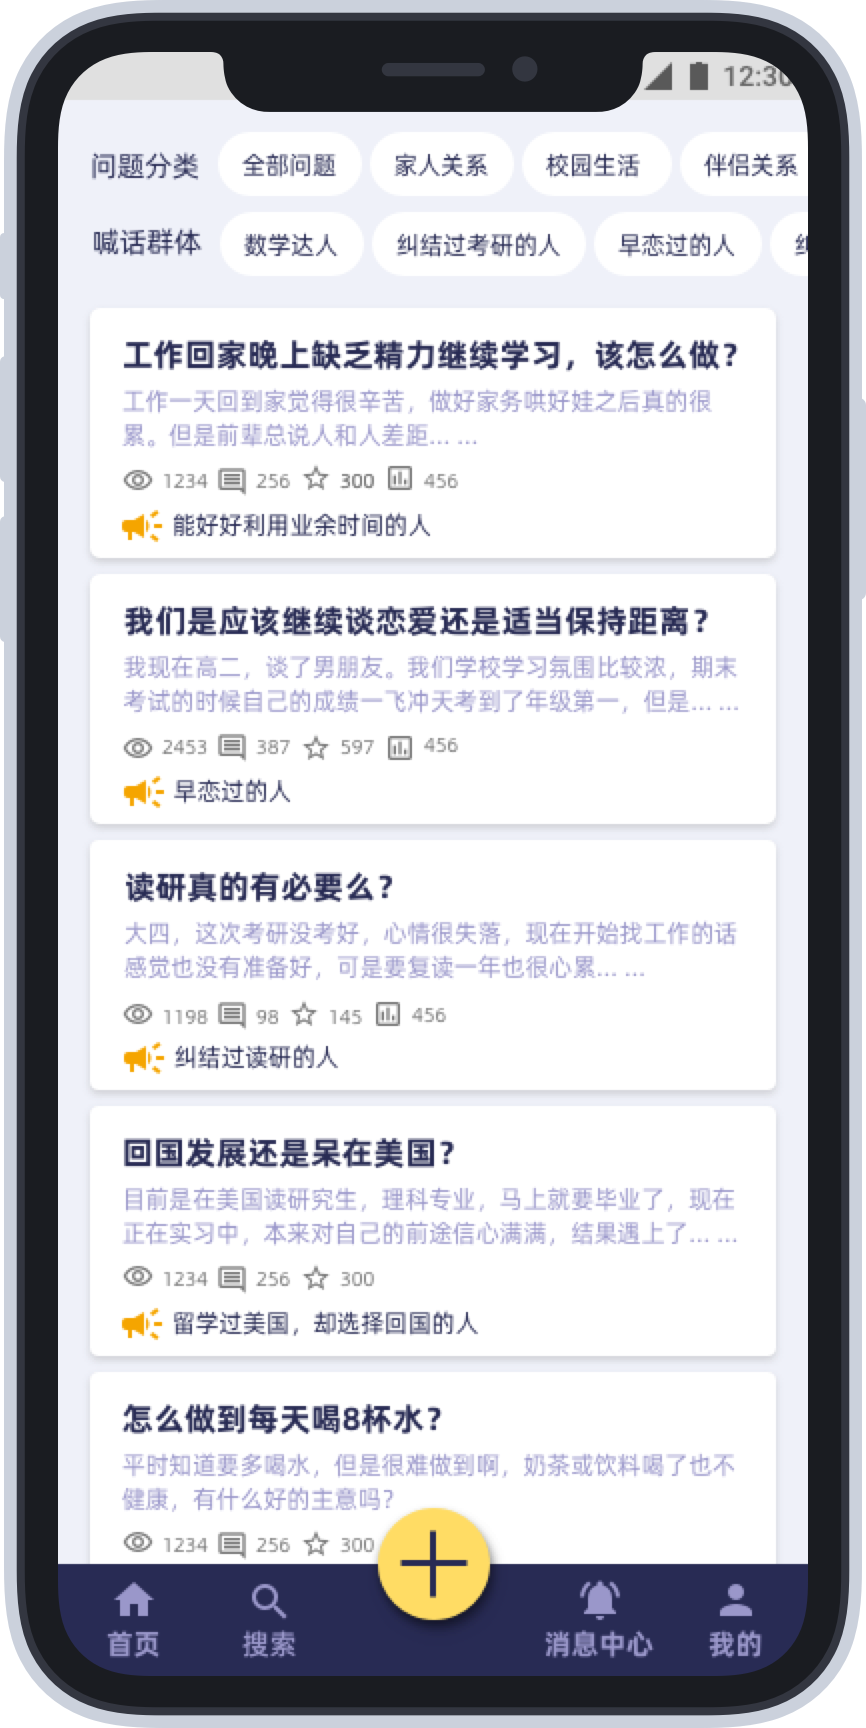 12:30
问题分类 全部问题 家人关系 校园生活 伴侣关系
喊话群体 数学达人 纠结过考研的人 早恋过的人
工作回家晚上缺乏精力继续学习，该怎么做？
工作一天回到家觉得很辛苦，做好家务哄好娃之后真的很
累。但是前辈总说人和人差距... ...
1234 256 300 456
能好好利用业余时间的人
我们是应该继续谈恋爱还是适当保持距离？
我现在高二，谈了男朋友。我们学校学习氛围比较浓，期末
考试的时候自己的成绩一飞冲天考到了年级第一，但是... ...
2453 387 597 456
早恋过的人
读研真的有必要么？
大四，这次考研没考好，心情很失落，现在开始找工作的话
感觉也没有准备好，可是要复读一年也很心累... ...
1198 98 145 456
纠结过读研的人
回国发展还是呆在美国？
目前是在美国读研究生，理科专业，马上就要毕业了，现在
正在实习中，本来对自己的前途信心满满，结果遇上了... ...
1234 256 300
留学过美国，却选择回国的人
怎么做到每天喝8杯水？
平时知道要多喝水，但是很难做到啊，奶茶或饮料喝了也不
健康，有什么好的主意吗？
1234 256 300
首页 搜索 消息中心 我的